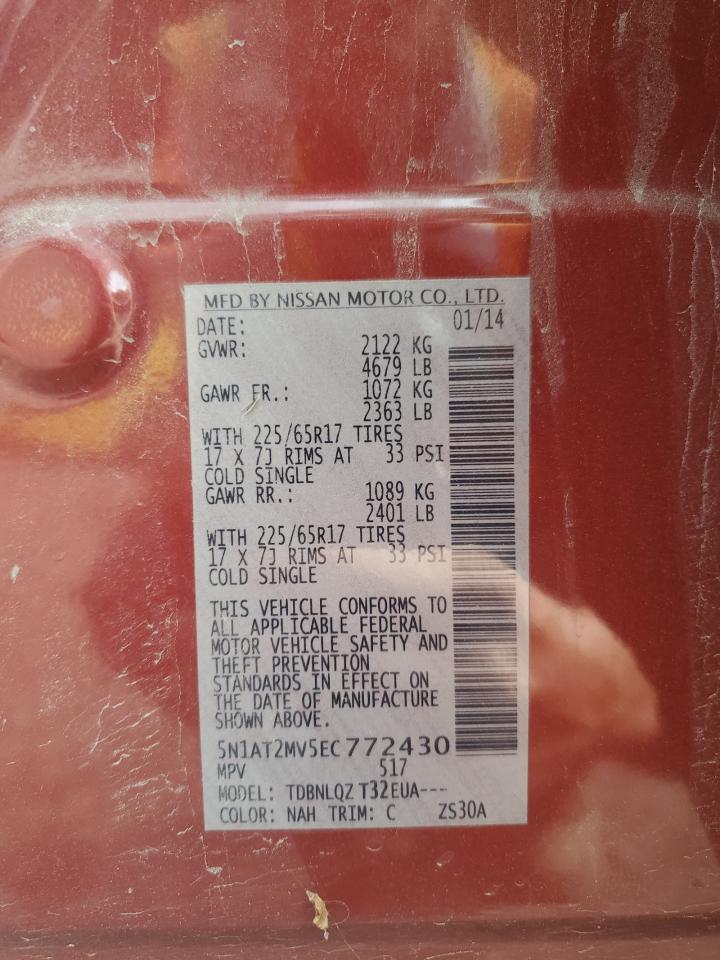 MFD BY NISSAN MOTOR CO., LTD.
DATE: 01/14
GVWR: 2122 KG
4679 LB
GAWR FR.: 1072 KG
2363 LB
WITH 225/65R17 TIRES
17 X 7J RIMS AT 33 PSI
COLD SINGLE
GAWR RR.: 1089 KG
2401 LB
WITH 225/65R17 TIRES
17 X 7J RIMS AT 33 PSI
COLD SINGLE
THIS VEHICLE CONFORMS TO
ALL APPLICABLE FEDERAL
MOTOR VEHICLE SAFETY AND
THEFT PREVENTION
STANDARDS IN EFFECT ON
THE DATE OF MANUFACTURE
SHOWN ABOVE.
5N1AT2MV5EC772430
MPV 517
MODEL: TDBNLQZ T32EUA---
COLOR: NAH TRIM: C ZS30A